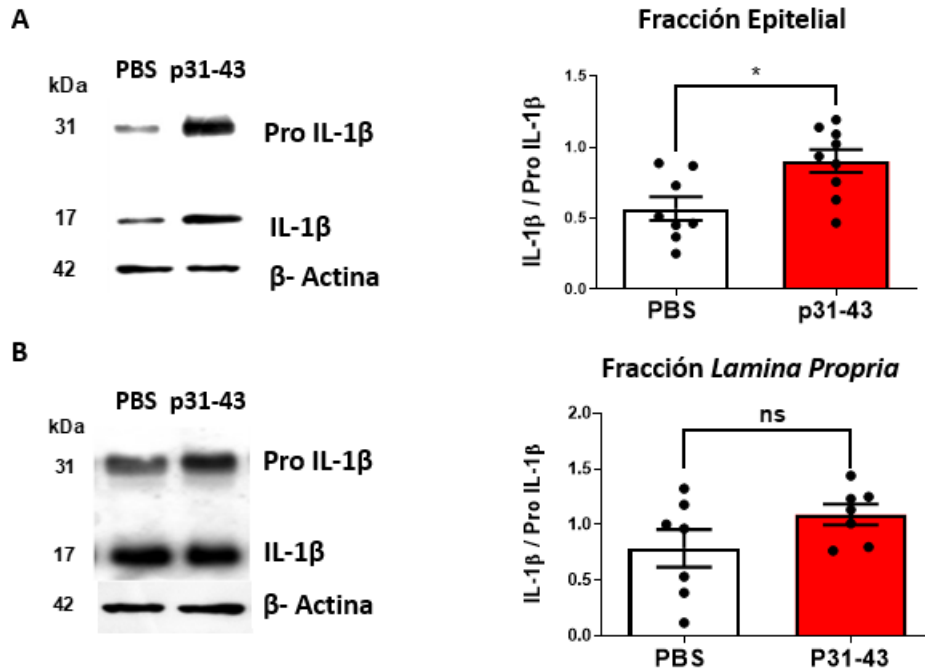 A
PBS p31-43
kDa
31 Pro IL-1β
17 IL-1β
42 β- Actina
Fracción Epitelial
IL-1β / Pro IL-1β
1.5
1.0
0.5
0.0
*
PBS p31-43
B
PBS p31-43
kDa
31 Pro IL-1β
17 IL-1β
42 β- Actina
Fracción Lamina Propria
IL-1β / Pro IL-1β
2.0
1.5
1.0
0.5
0.0
ns
PBS P31-43